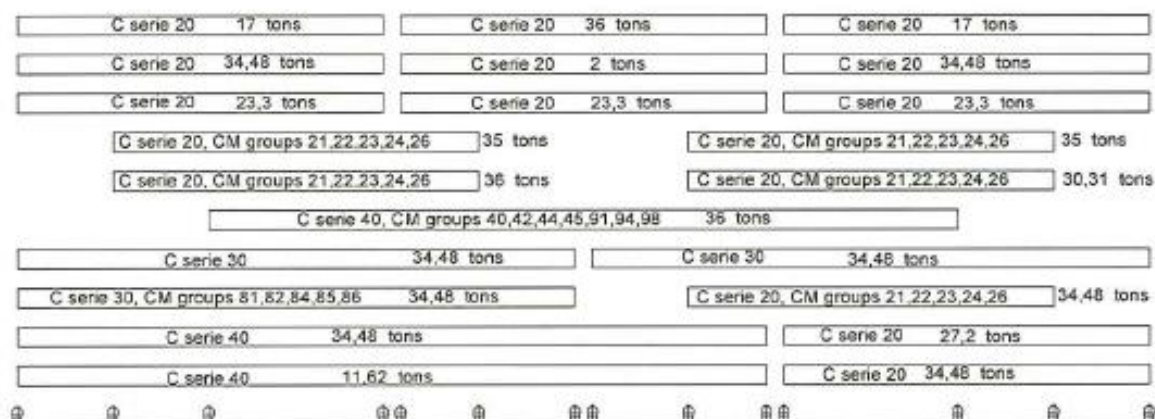 C serie 20 17 tons C serie 20 36 tons C serie 20 17 tons
C serie 20 34,48 tons C serie 20 2 tons C serie 20 34,48 tons
C serie 20 23,3 tons C serie 20 23,3 tons C serie 20 23,3 tons
C serie 20, CM groups 21,22,23,24,26 35 tons C serie 20, CM groups 21,22,23,24,26 35 tons
C serie 20, CM groups 21,22,23,24,26 36 tons C serie 20, CM groups 21,22,23,24,26 30,31 tons
C serie 40, CM groups 40,42,44,45,91,94,98 36 tons
C serie 30 34,48 tons C serie 30 34,48 tons
C serie 30, CM groups 81,82,84,85,86 34,48 tons C serie 20, CM groups 21,22,23,24,26 34,48 tons
C serie 40 34,48 tons C serie 20 27,2 tons
C serie 40 11,62 tons C serie 20 34,48 tons